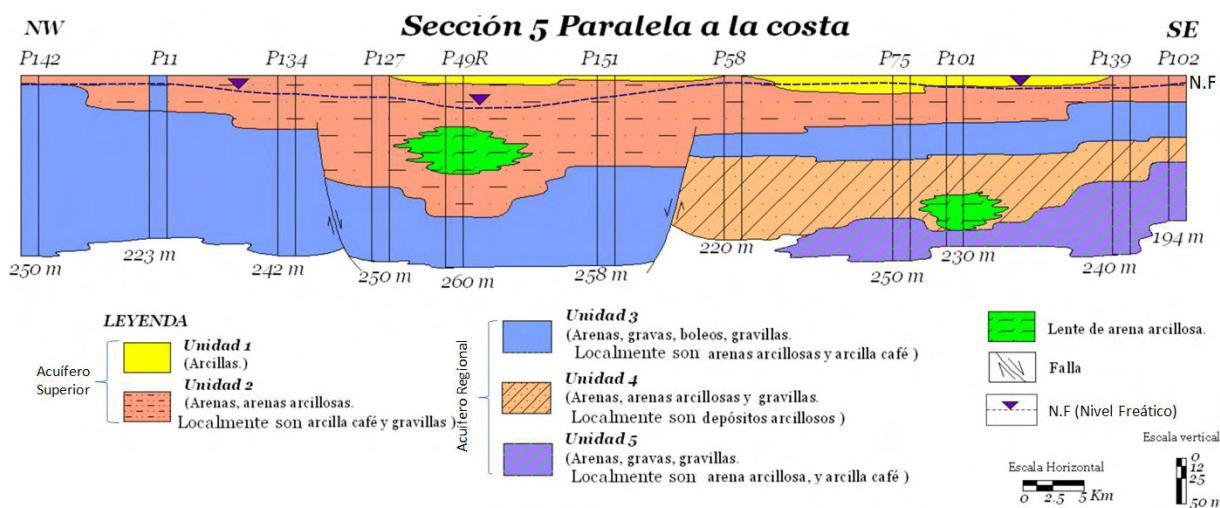 Sección 5 Paralela a la costa
NW
SE
P142 P11 P134 P127 P49R P151 P58 P75 P101 P139 P102
N.F
250 m 223 m 242 m 250 m 260 m 258 m 220 m 250 m 230 m 240 m 194 m
LEYENDA
Acuífero
Superior
Unidad 1
(Arcillas.)
Unidad 2
(Arenas, arenas arcillosas.
Localmente son arcilla café y gravillas )
Acuífero Regional
Unidad 3
(Arenas, gravas, boleos, gravillas.
Localmente son arenas arcillosas y arcilla café )
Unidad 4
(Arenas, arenas arcillosas y gravillas.
Localmente son depósitos arcillosos )
Unidad 5
(Arenas, gravas, gravillas.
Localmente son arena arcillosa, y arcilla café )
Lente de arena arcillosa.
Falla
N.F (Nivel Freático)
Escala Horizontal
0 2.5 5 Km
Escala vertical
0
12
25
50 m